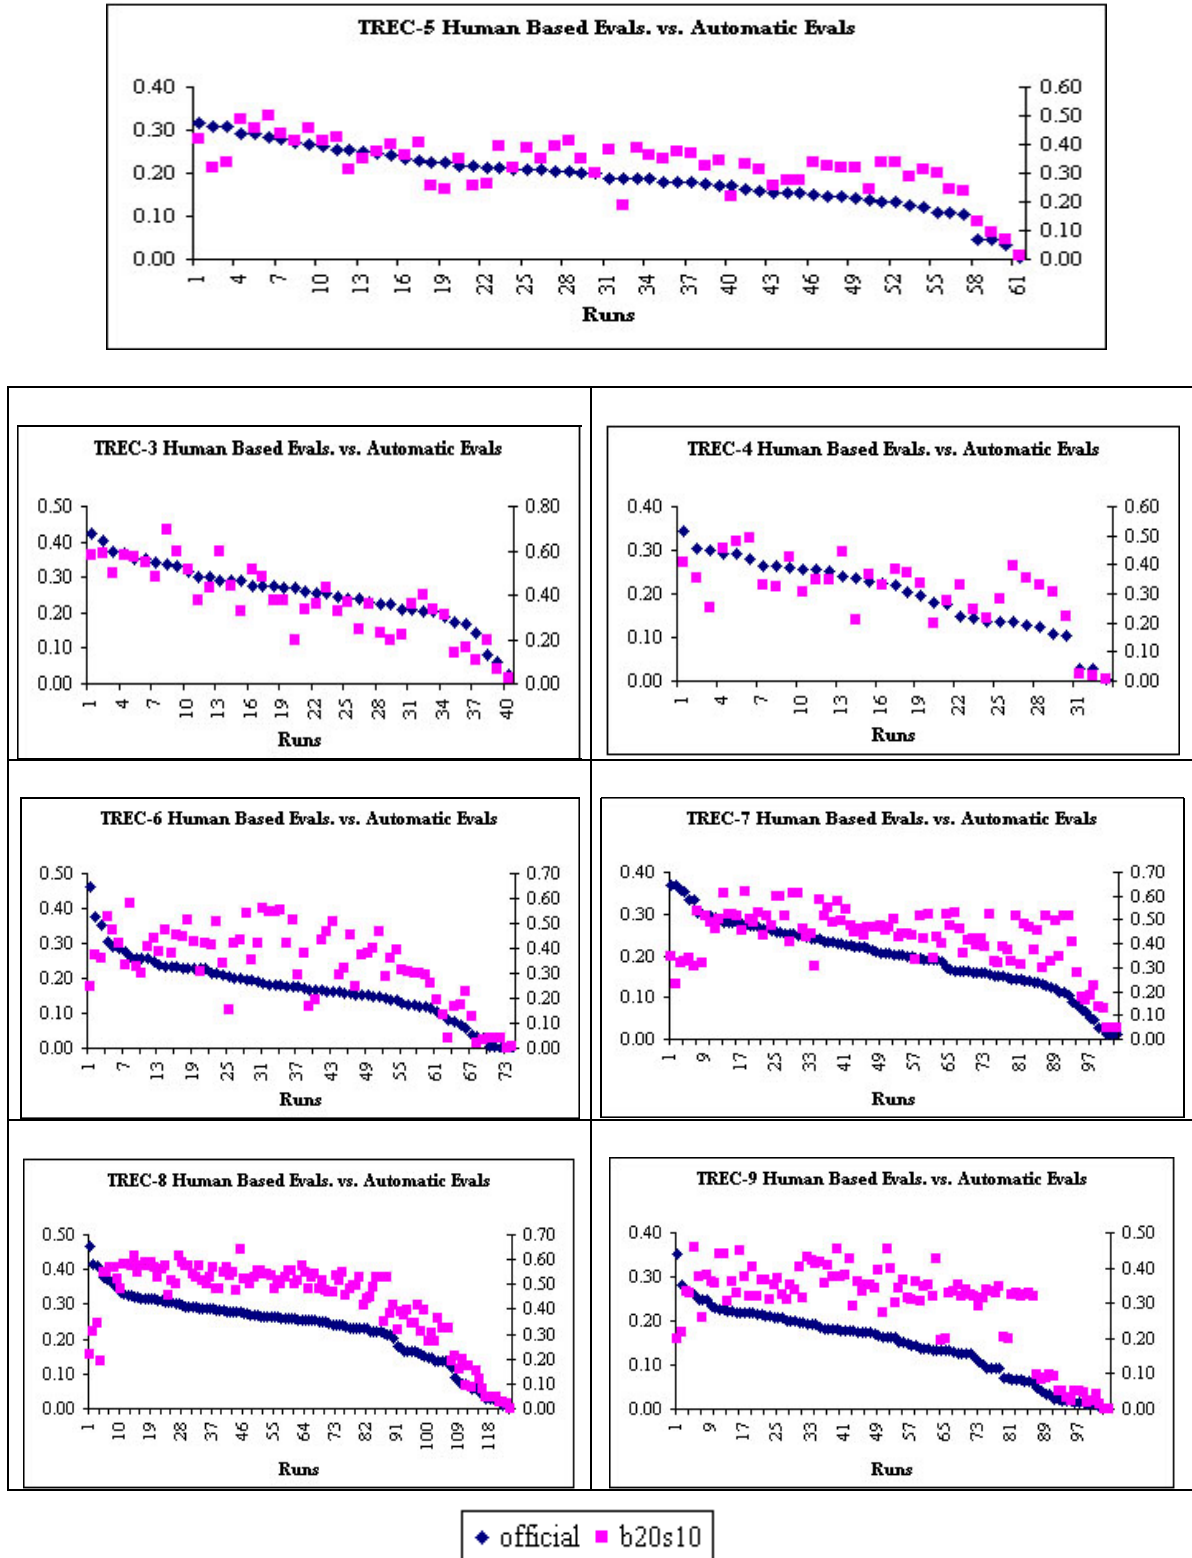 TREC-5 Human Based Evals. vs. Automatic Evals
0.40 0.60
0.50
0.30 0.40
0.20 0.30
0.20
0.10 0.10
0.00 0.00
1 4 7 10 13 16 19 22 25 28 31 34 37 40 43 46 49 52 55 58 61
Runs
TREC-3 Human Based Evals. vs. Automatic Evals
0.50 0.80
0.40 0.60
0.30 0.40
0.20
0.10 0.20
0.00 0.00
1 4 7 10 13 16 19 22 25 28 31 34 37 40
Runs
TREC-4 Human Based Evals. vs. Automatic Evals
0.40 0.60
0.50
0.30 0.40
0.20 0.30
0.20
0.10 0.10
0.00 0.00
1 4 7 10 13 16 19 22 25 28 31
Runs
TREC-6 Human Based Evals. vs. Automatic Evals
0.50 0.70
0.60
0.40 0.50
0.30 0.40
0.20 0.30
0.20
0.10 0.10
0.00 0.00
1 7 13 19 25 31 37 43 49 55 61 67 73
Runs
TREC-7 Human Based Evals. vs. Automatic Evals
0.40 0.70
0.60
0.30 0.50
0.40
0.20 0.30
0.20
0.10 0.10
0.00 0.00
1 9 17 25 33 41 49 57 65 73 81 89 97
Runs
TREC-8 Human Based Evals. vs. Automatic Evals
0.50 0.70
0.60
0.40 0.50
0.30 0.40
0.20 0.30
0.20
0.10 0.10
0.00 0.00
1 10 19 28 37 46 55 64 73 82 91 100 109 118
Runs
TREC-9 Human Based Evals. vs. Automatic Evals
0.40 0.50
0.30 0.40
0.30
0.20 0.20
0.10 0.10
0.00 0.00
1 9 17 25 33 41 49 57 65 73 81 89 97
Runs
official b20s10